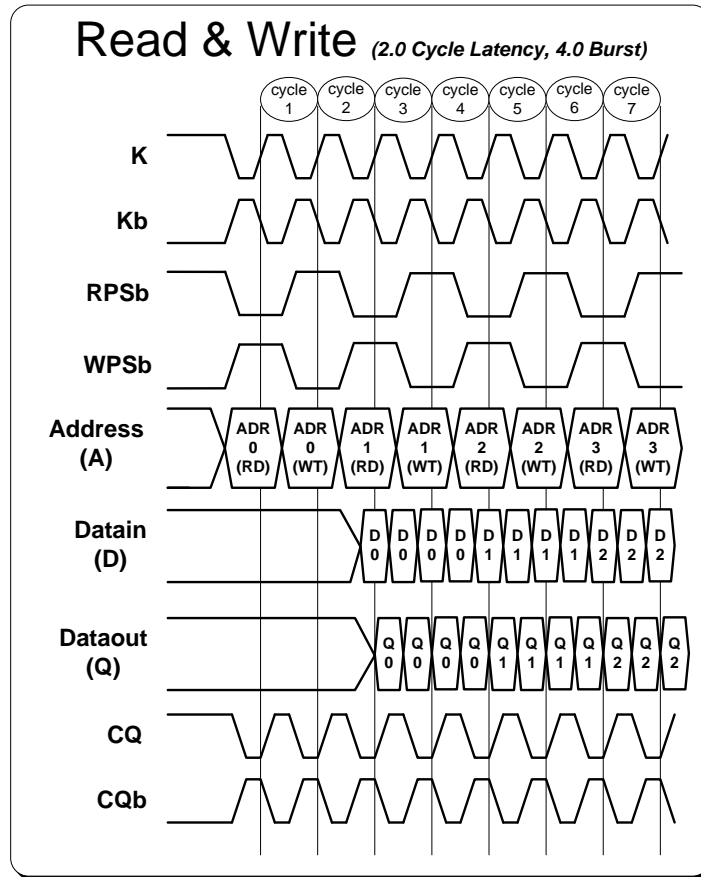 Read & Write (2.0 Cycle Latency, 4.0 Burst)
cycle cycle cycle cycle cycle cycle cycle
1 2 3 4 5 6 7
K
Kb
RPSb
WPSb
Address
(A)
ADR ADR ADR ADR ADR ADR ADR ADR
0 0 1 1 2 2 3 3
(RD) (WT) (RD) (WT) (RD) (WT) (RD) (WT)
Datain
(D)
D D D D D D D D D D D
0 0 0 0 1 1 1 1 2 2 2
Dataout
(Q)
Q Q Q Q Q Q Q Q Q Q Q
0 0 0 0 1 1 1 1 2 2 2
CQ
CQb